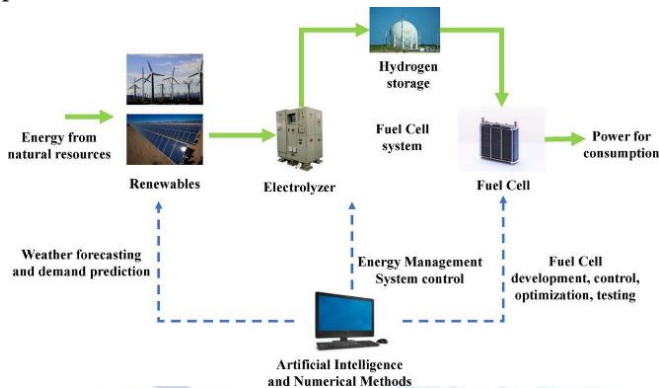 Hydrogen
storage
Energy from
natural resources
Fuel Cell
system
Power for
consumption
Renewables
Electrolyzer
Fuel Cell
Weather forecasting
and demand prediction
Energy Management
System control
Fuel Cell
development, control,
optimization, testing
Artificial Intelligence
and Numerical Methods